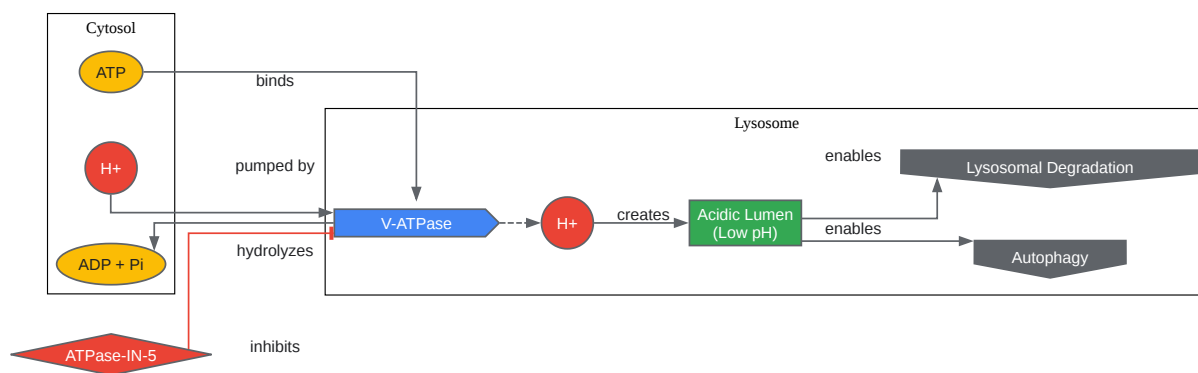 Cytosol
ATP
binds
Lysosome
H+
pumped by
enables
Lysosomal Degradation
V-ATPase
H+
creates
Acidic Lumen
(Low pH)
enables
hydrolyzes
ADP + Pi
Autophagy
inhibits
ATPase-IN-5